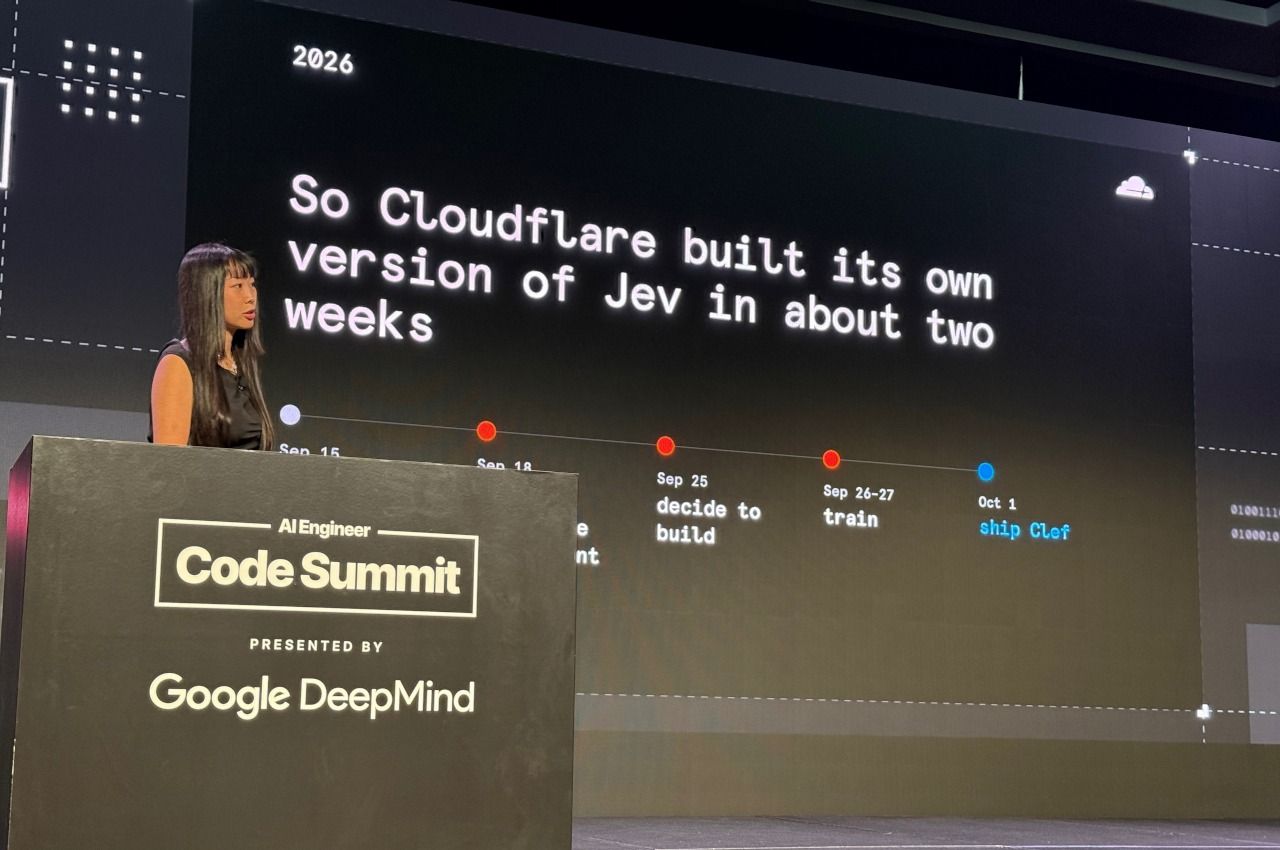 2026
So Cloudflare built its own
version of Jev in about two
weeks
Sep 15
Sep 18
Sep 25
decide to
build
Sep 26-27
train
Oct 1
ship Clef
AI Engineer
Code Summit
PRESENTED BY
Google DeepMind